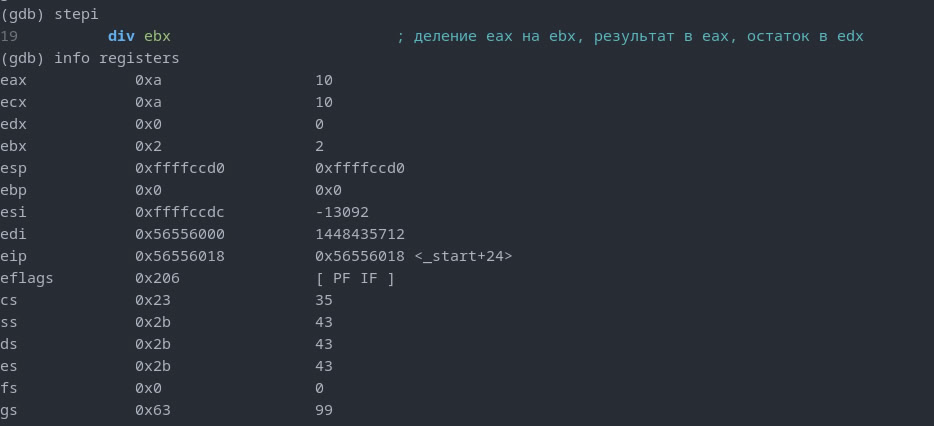 (gdb) stepi
19 div ebx ; деление eax на ebx, результат в eax, остаток в edx
(gdb) info registers
eax 0xa 10
ecx 0xa 10
edx 0x0 0
ebx 0x2 2
esp 0xffffccd0 0xffffccd0
ebp 0x0 0x0
esi 0xffffccdc -13092
edi 0x56556000 1448435712
eip 0x56556018 0x56556018 <_start+24>
eflags 0x206 [ PF IF ]
cs 0x23 35
ss 0x2b 43
ds 0x2b 43
es 0x2b 43
fs 0x0 0
gs 0x63 99